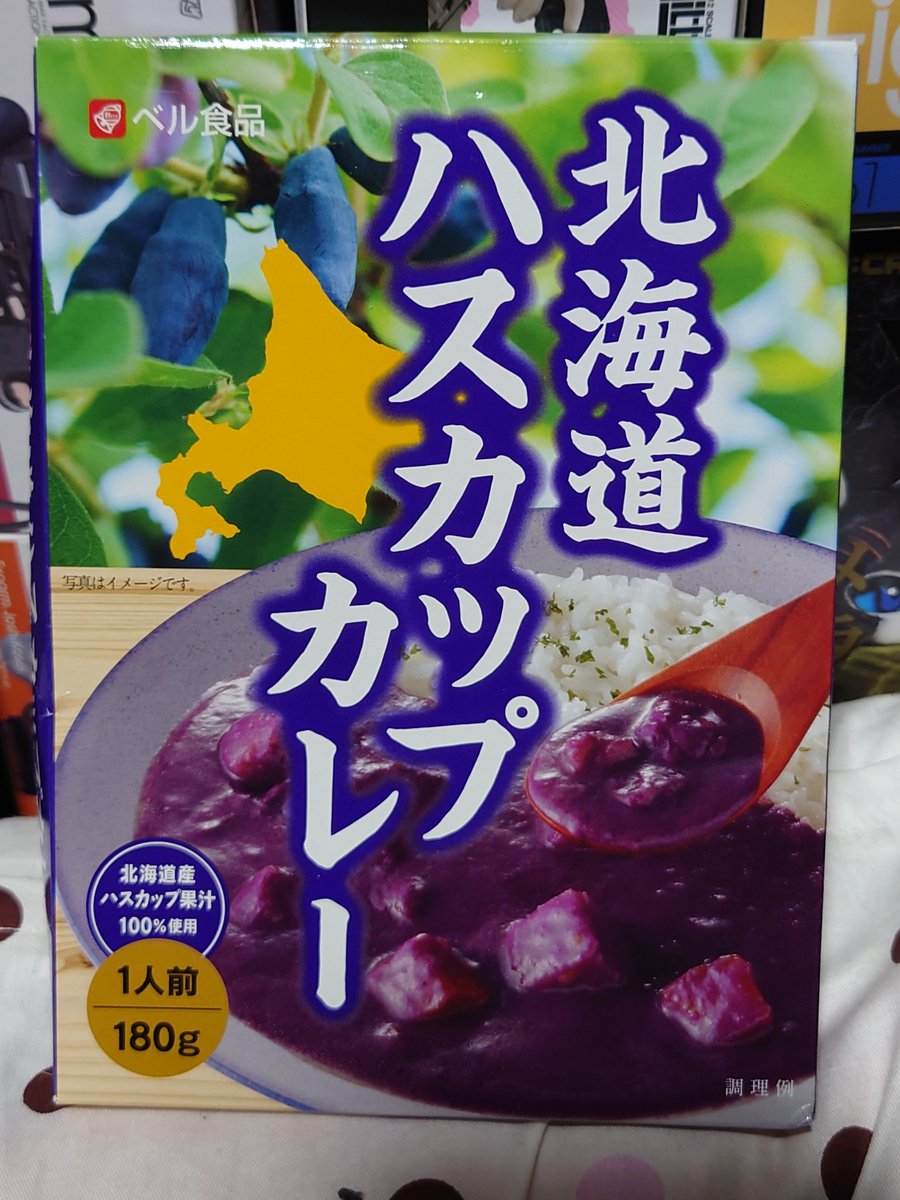 ベル食品
北海道
ハスカップ
カレー
写真はイメージです。
北海道産
ハスカップ果汁
100%使用
1人前
180g
調理例